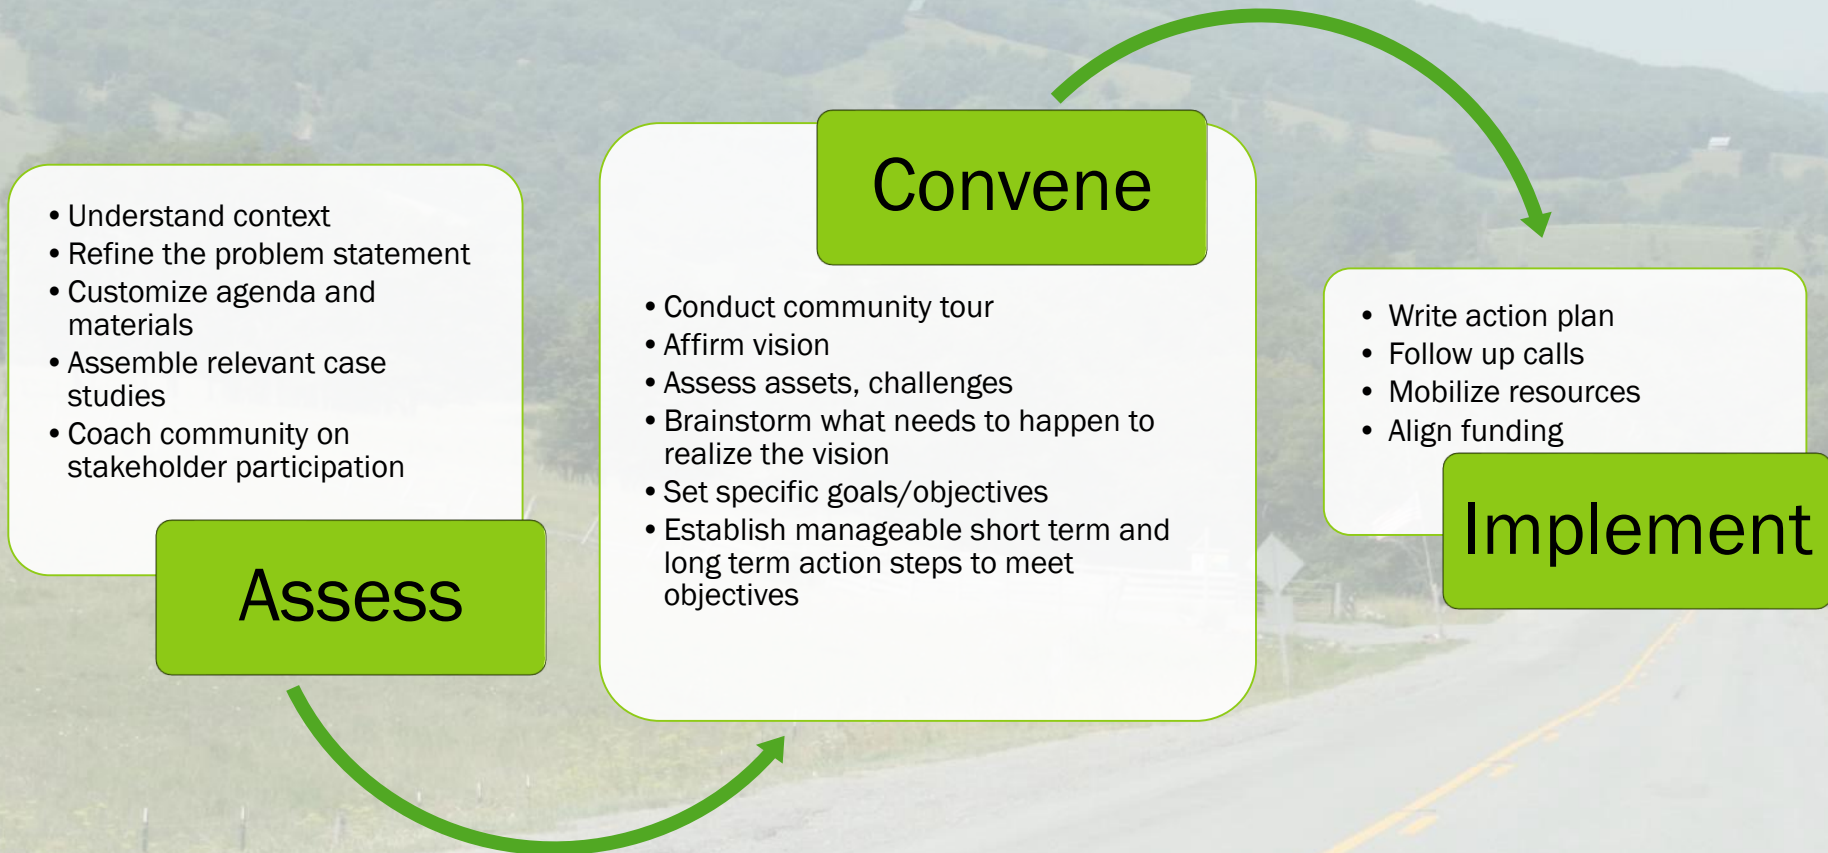 • Understand context
• Refine the problem statement
• Customize agenda and
materials
• Assemble relevant case
studies
• Coach community on
stakeholder participation
Assess
Convene
• Conduct community tour
• Affirm vision
• Assess assets, challenges
• Brainstorm what needs to happen to
realize the vision
• Set specific goals/objectives
• Establish manageable short term and
long term action steps to meet
objectives
• Write action plan
• Follow up calls
• Mobilize resources
• Align funding
Implement